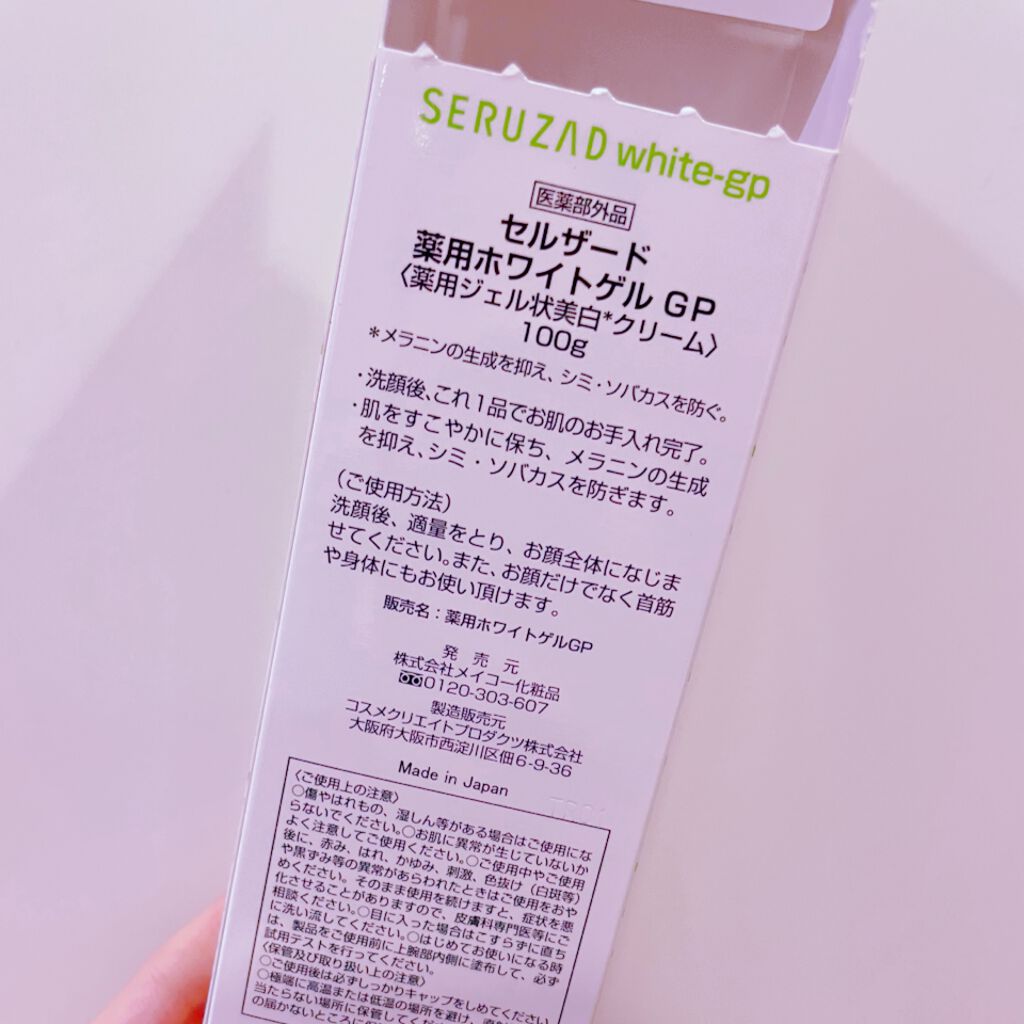 SERUZAD white-gp
医薬部外品
セルザード
薬用ホワイトゲル GP
〈薬用ジェル状美白*クリーム〉
100g
*メラニンの生成を抑え、シミ・ソバカスを防ぐ。
・洗顔後、これ1品でお肌のお手入れ完了。
・肌をすこやかに保ち、メラニンの生成
を抑え、シミ・ソバカスを防ぎます。
(ご使用方法)
洗顔後、適量をとり、お顔全体になじま
せてください。また、お顔だけでなく首筋
や身体にもお使い頂けます。
販売名:薬用ホワイトゲルGP
発 売 元
株式会社メイコー化粧品
0120-303-607
製造販売元
コスメクリエイトプロダクツ株式会社
大阪府大阪市西淀川区佃6-9-36
Made in Japan
〈ご使用上の注意〉
○傷やはれもの、湿しん等がある場合はご使用にな
らないでください。○お肌に異常が生じていないか
よく注意してご使用ください。○ご使用中やご使用
後に、赤み、はれ、かゆみ、刺激、色抜け(白斑等)
や黒ずみ等の異常があらわれたときはご使用をおや
めください。そのまま使用を続けますと、症状を悪
化させることがありますので、皮膚科専門医等にご
相談ください。○目に入った場合はこすらずに直ち
に洗い流してください。○はじめてお使いになる時
は、製品をご使用前に上腕部内側に塗布して、必ず
試用テストを行ってください。
〈保管及び取り扱い上の注意〉
○ご使用後は必ずしっかりキャップをしめてください
○極端に高温または低温の場所を避け、直射
当たらない場所に保管してくだ
の届かないところに保